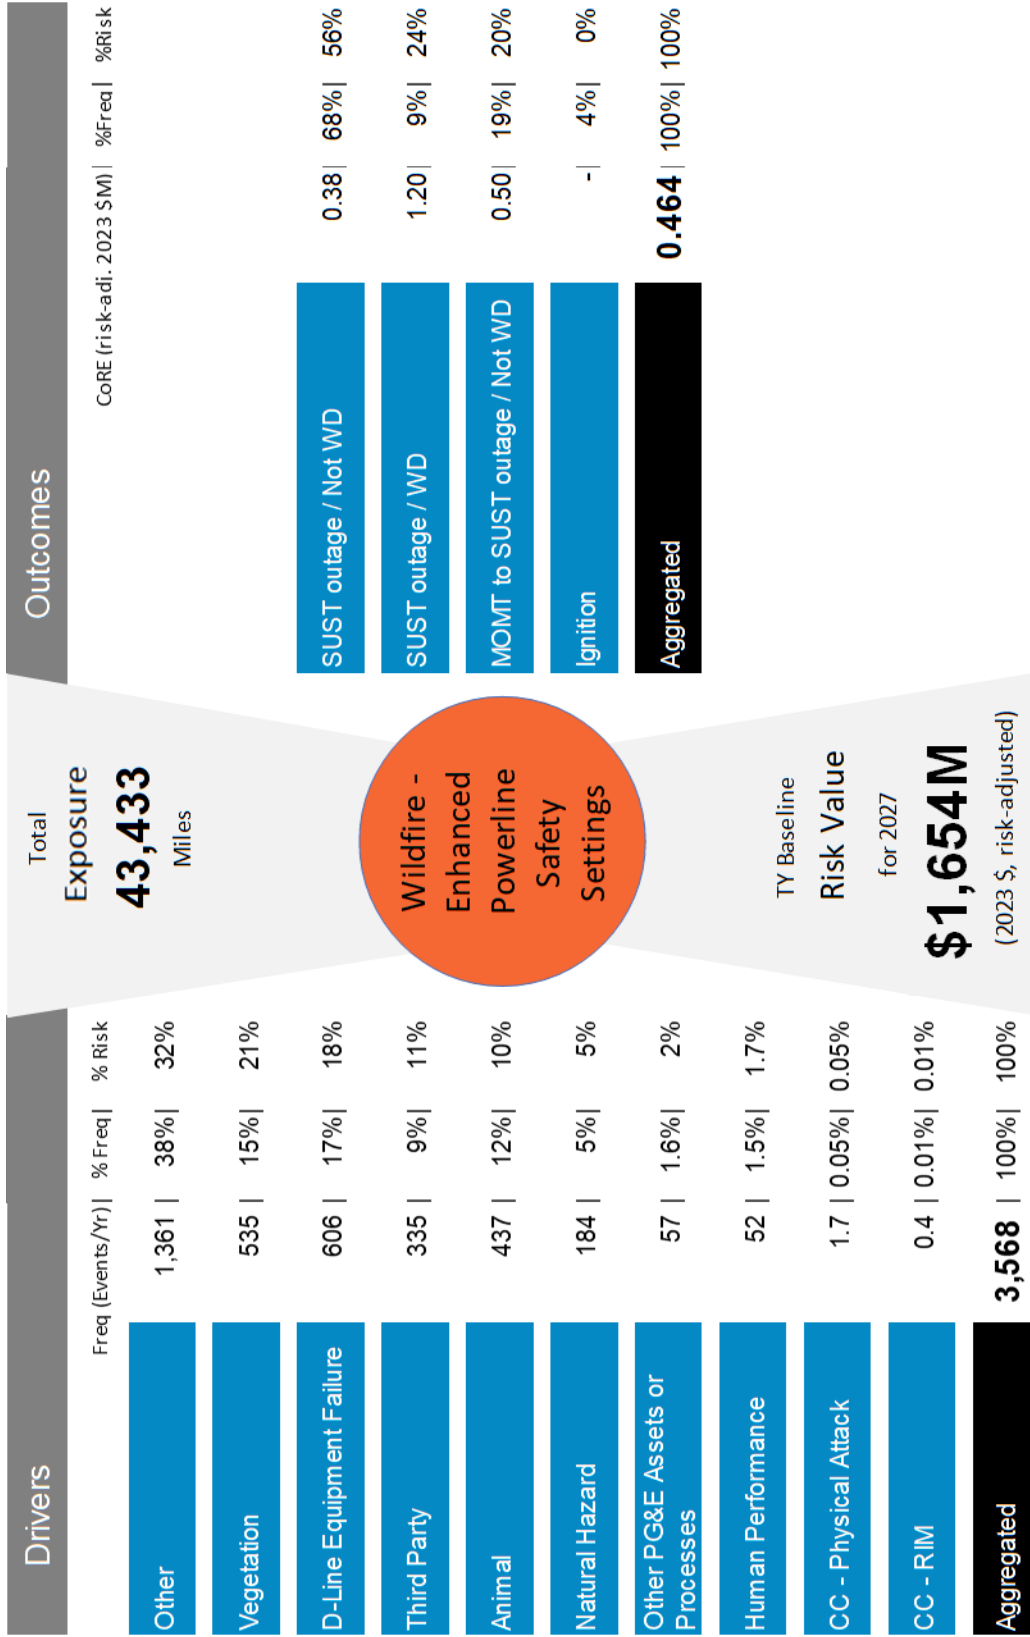 Drivers
Freq (Events/Yr) | % Freq | % Risk
Other 1,361 | 38% | 32%
Vegetation 535 | 15% | 21%
D-Line Equipment Failure 606 | 17% | 18%
Third Party 335 | 9% | 11%
Animal 437 | 12% | 10%
Natural Hazard 184 | 5% | 5%
Other PG&E Assets or
Processes 57 | 1.6% | 2%
Human Performance 52 | 1.5% | 1.7%
CC - Physical Attack 1.7 | 0.05% | 0.05%
CC - RIM 0.4 | 0.01% | 0.01%
Aggregated 3,568 | 100% | 100%
Total
Exposure
43,433
Miles
Wildfire -
Enhanced
Powerline
Safety
Settings
TY Baseline
Risk Value
for 2027
$1,654M
(2023 $, risk-adjusted)
Outcomes
CoRE (risk-adi. 2023 $M) | %Freq | %Risk
SUST outage / Not WD 0.38 | 68% | 56%
SUST outage / WD 1.20 | 9% | 24%
MOMT to SUST outage / Not WD 0.50 | 19% | 20%
Ignition - | 4% | 0%
Aggregated 0.464 | 100% | 100%